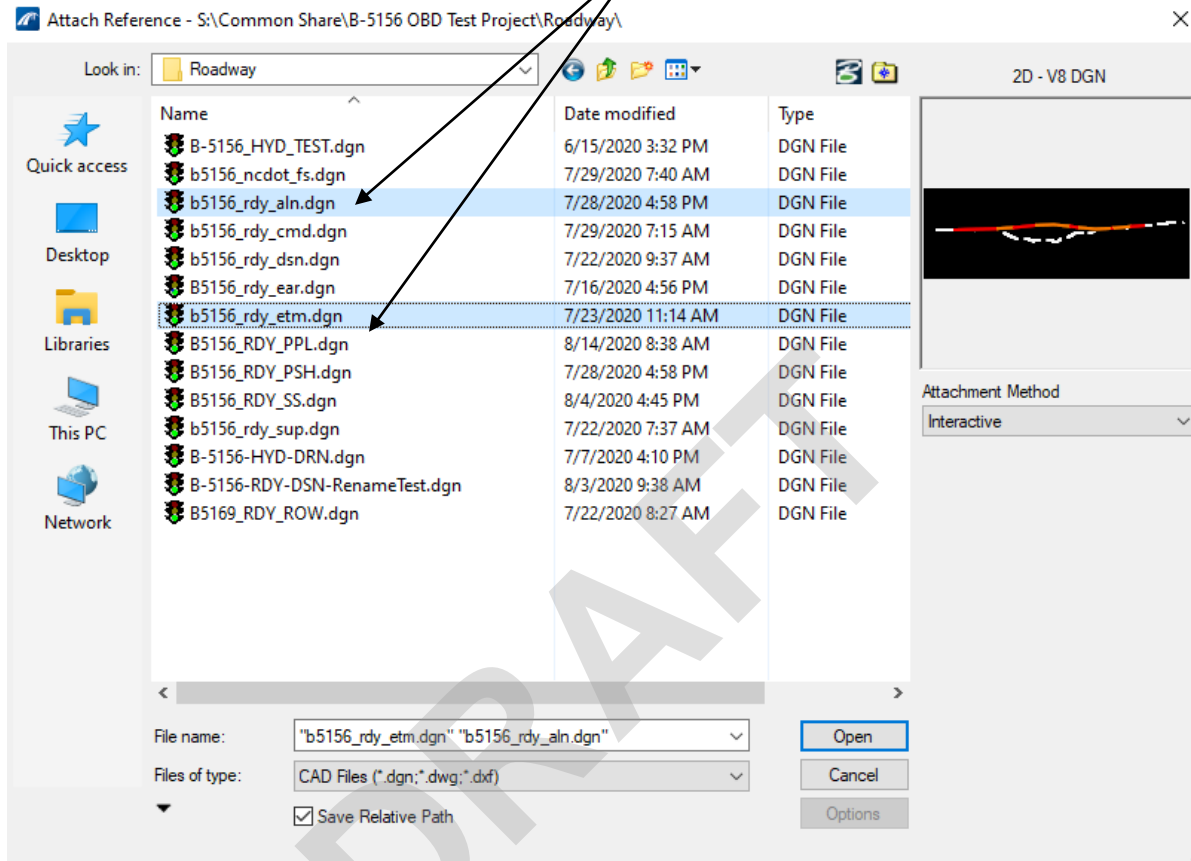 Attach Reference - S:\Common Share\B-5156 OBD Test Project\Roadway\
Look in: Roadway
2D - V8 DGN
Quick access
Desktop
Libraries
This PC
Network
Name Date modified Type
B-5156_HYD_TEST.dgn 6/15/2020 3:32 PM DGN File
b5156_ncdot_fs.dgn 7/29/2020 7:40 AM DGN File
b5156_rdy_aln.dgn 7/28/2020 4:58 PM DGN File
b5156_rdy_cmd.dgn 7/29/2020 7:15 AM DGN File
b5156_rdy_dsn.dgn 7/22/2020 9:37 AM DGN File
B5156_rdy_ear.dgn 7/16/2020 4:56 PM DGN File
b5156_rdy_etm.dgn 7/23/2020 11:14 AM DGN File
B5156_RDY_PPL.dgn 8/14/2020 8:38 AM DGN File
B5156_RDY_PSH.dgn 7/28/2020 4:58 PM DGN File
B5156_RDY_SS.dgn 8/4/2020 4:45 PM DGN File
b5156_rdy_sup.dgn 7/22/2020 7:37 AM DGN File
B-5156-HYD-DRN.dgn 7/7/2020 4:10 PM DGN File
B-5156-RDY-DSN-RenameTest.dgn 8/3/2020 9:38 AM DGN File
B5169_RDY_ROW.dgn 7/22/2020 8:27 AM DGN File
Attachment Method
Interactive
File name: "b5156_rdy_etm.dgn" "b5156_rdy_aln.dgn" Open
Files of type: CAD Files (*.dgn;*.dwg;*.dxf) Cancel
Save Relative Path Options
DRAFT